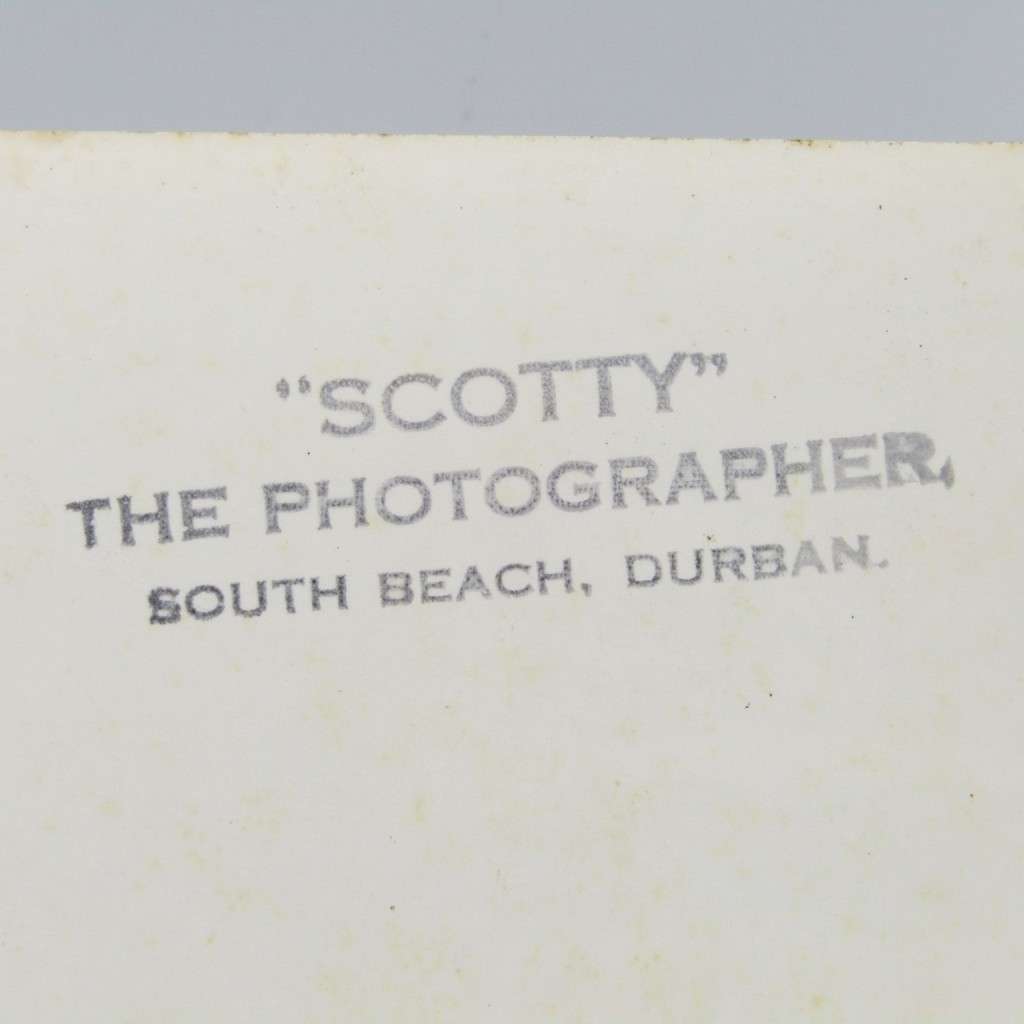 “SCOTTY”
THE PHOTOGRAPHER,
SOUTH BEACH, DURBAN.